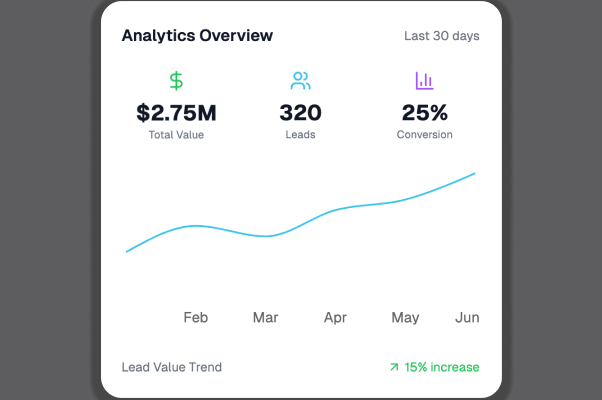 Analytics Overview
Last 30 days
$2.75M
320
25%
Total Value
Leads
Conversion
Feb Mar Apr May Jun
Lead Value Trend
15% increase